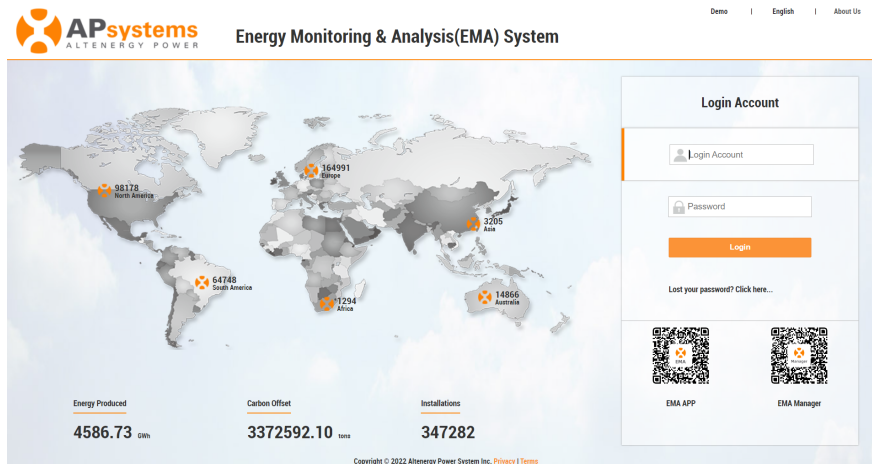 Demo | English | About Us
APsystems
ALTENERGY POWER
Energy Monitoring & Analysis(EMA) System
98178
North America
164991
Europe
3205
Asia
64748
South America
1294
Africa
14866
Australia
Login Account
Login Account
Password
Login
Lost your password? Click here...
EMA
Manager
EMA APP
EMA Manager
Energy Produced
4586.73 GWh
Carbon Offset
3372592.10 tons
Installations
347282
Copyright © 2022 Altenergy Power System Inc. Privacy | Terms